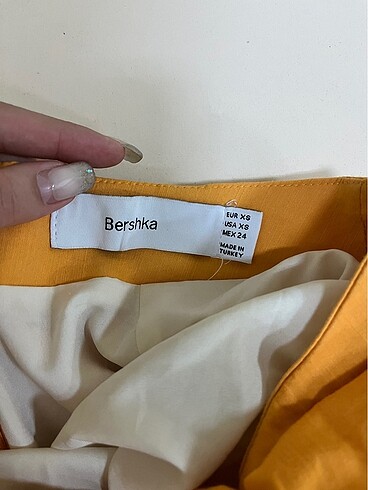 Bershka
EUR XS
USA XS
MEX 24
MADE IN
TURKEY